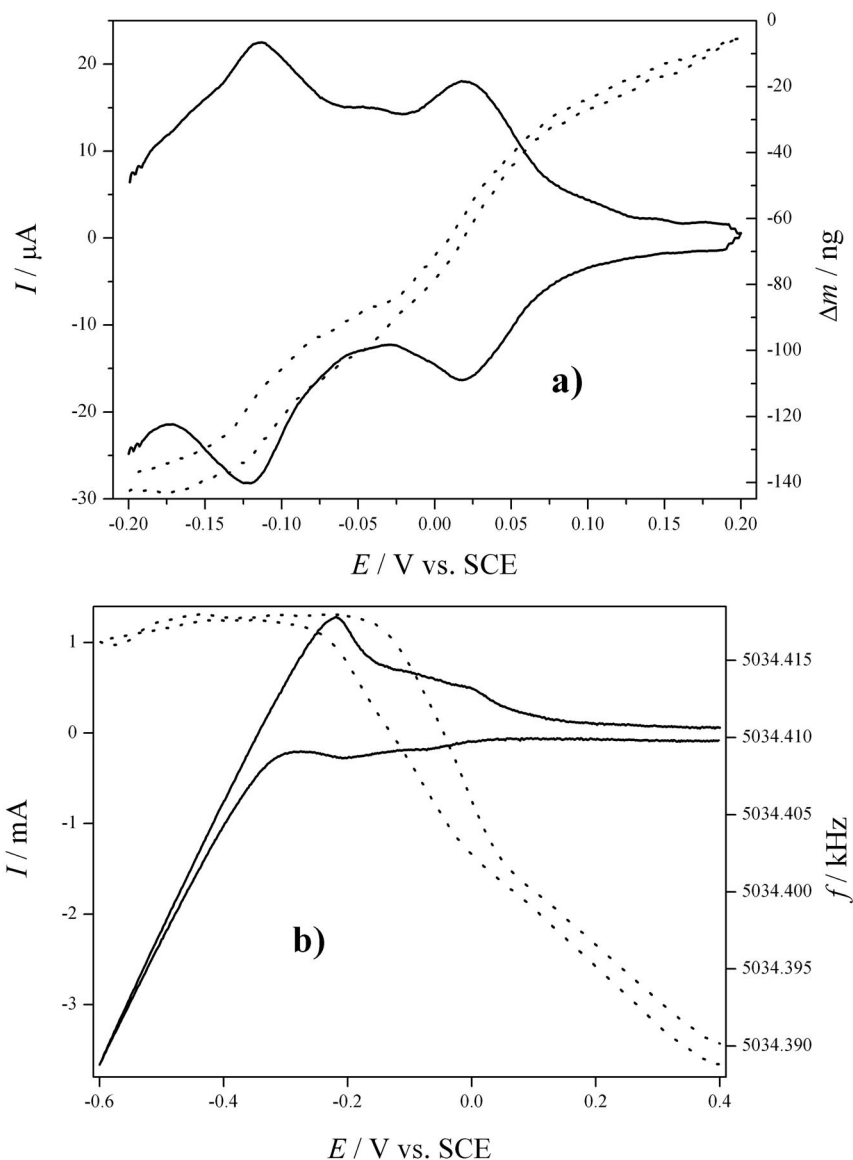 20
10
0
-10
-20
-30
I / µA
0
-20
-40
-60
-80
-100
-120
-140
Δm / ng
a)
-0.20 -0.15 -0.10 -0.05 0.00 0.05 0.10 0.15 0.20
E / V vs. SCE
1
0
-1
-2
-3
I / mA
5034.415
5034.410
5034.405
5034.400
5034.395
5034.390
f / kHz
b)
-0.6 -0.4 -0.2 0.0 0.2 0.4
E / V vs. SCE